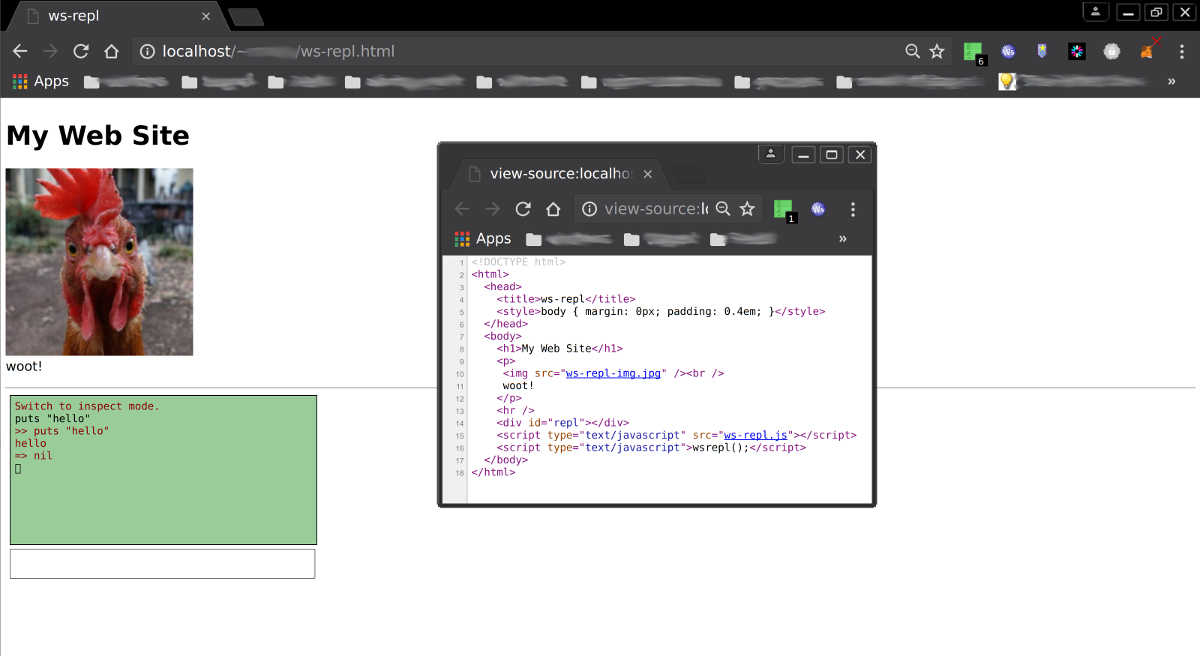 ws-repl
localhost/~/ws-repl.html
6
Ws
Apps
»
My Web Site
woot!
Switch to inspect mode.
puts "hello"
>> puts "hello"
hello
=> nil
view-source:localho
view-source:l
1
Ws
Apps
»
1 <!DOCTYPE html>
2 <html>
3 <head>
4 <title>ws-repl</title>
5 <style>body { margin: 0px; padding: 0.4em; }</style>
6 </head>
7 <body>
8 <h1>My Web Site</h1>
9 <p>
10 <img src="ws-repl-img.jpg" /><br />
11 woot!
12 </p>
13 <hr />
14 <div id="repl"></div>
15 <script type="text/javascript" src="ws-repl.js"></script>
16 <script type="text/javascript">wsrepl();</script>
17 </body>
18 </html>